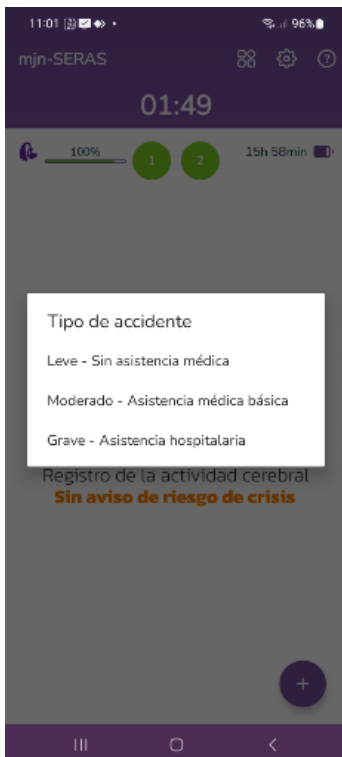 11:01 96%
mjn-SERAS
01:49
100% 1 2 15h 58min
Tipo de accidente
Leve - Sin asistencia médica
Moderado - Asistencia médica básica
Grave - Asistencia hospitalaria
Registro de la actividad cerebral
Sin aviso de riesgo de crisis